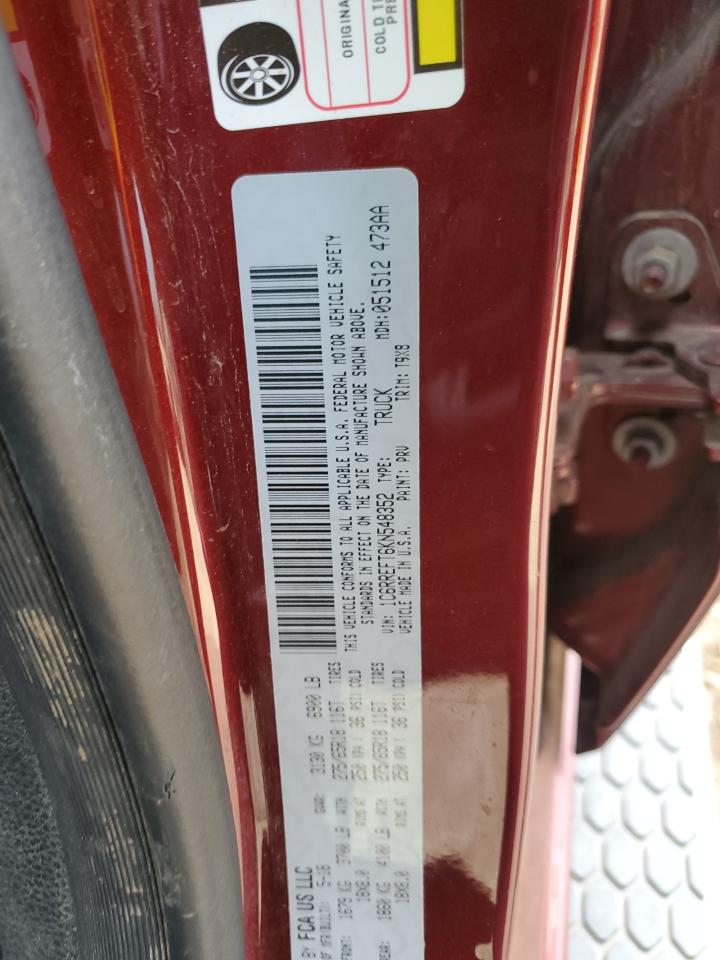 ORIGINA
COLD TI
PRE
BY FCA US LLC
OF MFR(BUILT): 5-18 GVWR: 3130 KG 6900 LB
FRONT: 1679 KG 3700 LB WITH 275/65R18 116T TIRES
18X8.0 RIMS AT 250 KPA ( 36 PSI) COLD
1860 KG 4100 LB WITH 275/65R18 116T TIRES
18X8.0 RIMS AT 250 KPA ( 36 PSI) COLD
THIS VEHICLE CONFORMS TO ALL APPLICABLE U.S.A. FEDERAL MOTOR VEHICLE SAFETY
STANDARDS IN EFFECT ON THE DATE OF MANUFACTURE SHOWN ABOVE.
VIN: 1C6RREFT6KN548352 TYPE: TRUCK MDH:051512 473AA
VEHICLE MADE IN U.S.A. PAINT: PRV TRIM: T9X8